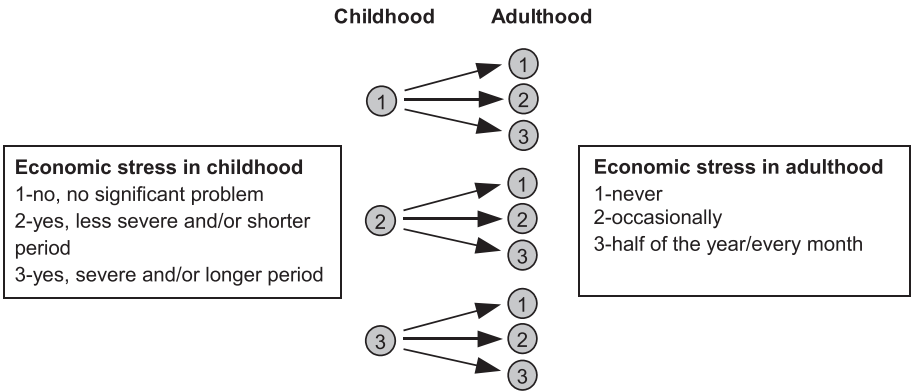 Childhood Adulthood
1
1
2
3
Economic stress in childhood
1-no, no significant problem
2-yes, less severe and/or shorter
period
3-yes, severe and/or longer period
2
1
2
3
Economic stress in adulthood
1-never
2-occasionally
3-half of the year/every month
3
1
2
3